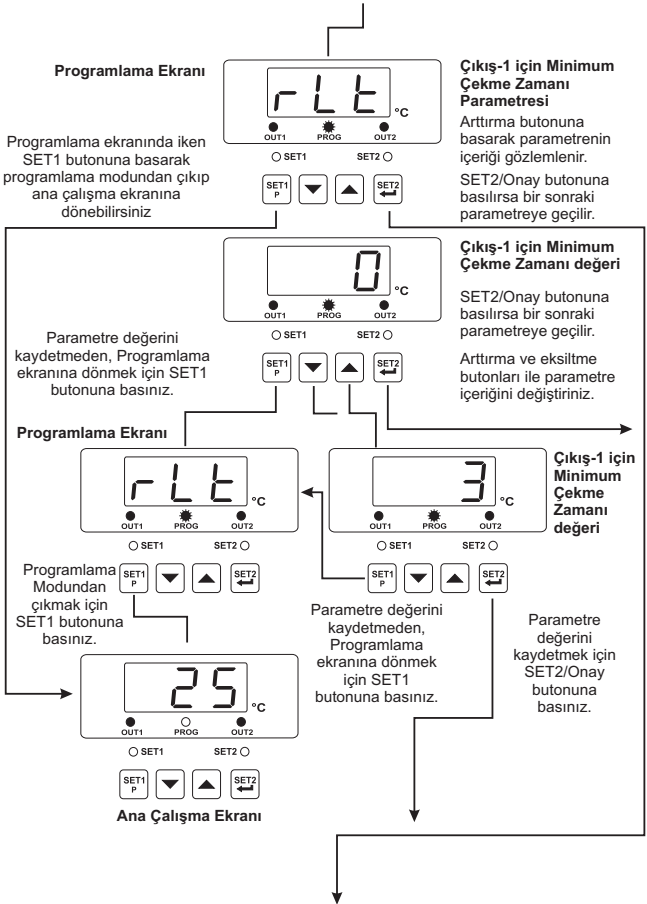 Programlama Ekranı
rLt
°C
OUT1 PROG OUT2
SET1 SET2
SET1 P
SET2
Çıkış-1 için Minimum
Çekme Zamanı
Parametresi
Arttırma butonuna
basarak parametrenin
içeriği gözlemlenir.
SET2/Onay butonuna
basılırsa bir sonraki
parametreye geçilir.
Programlama ekranında iken
SET1 butonuna basarak
programlama modundan çıkıp
ana çalışma ekranına
dönebilirsiniz
0
°C
OUT1 PROG OUT2
SET1 SET2
SET1 P
SET2
Çıkış-1 için Minimum
Çekme Zamanı değeri
SET2/Onay butonuna
basılırsa bir sonraki
parametreye geçilir.
Arttırma ve eksiltme
butonları ile parametre
içeriğini değiştiriniz.
Parametre değerini
kaydetmeden, Programlama
ekranına dönmek için SET1
butonuna basınız.
Programlama Ekranı
rLt
°C
OUT1 PROG OUT2
SET1 SET2
SET1 P
SET2
3
°C
OUT1 PROG OUT2
SET1 SET2
SET1 P
SET2
Çıkış-1 için
Minimum
Çekme
Zamanı
değeri
Programlama
Modundan
çıkmak için
SET1 butonuna
basınız.
Parametre değerini
kaydetmeden,
Programlama
ekranına dönmek
için SET1
butonuna basınız.
Parametre
değerini
kaydetmek için
SET2/Onay
butonuna
basınız.
25
°C
OUT1 PROG OUT2
SET1 SET2
SET1 P
SET2
Ana Çalışma Ekranı